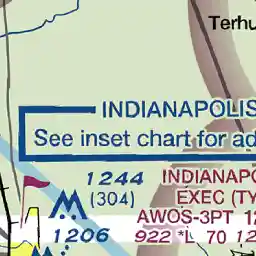 Terhu
INDIANAPOLIS
See inset chart for ad
1244
(304)
INDIANAPO
EXEC (TY
AWOS-3PT 12
1206
922 *L 70 12